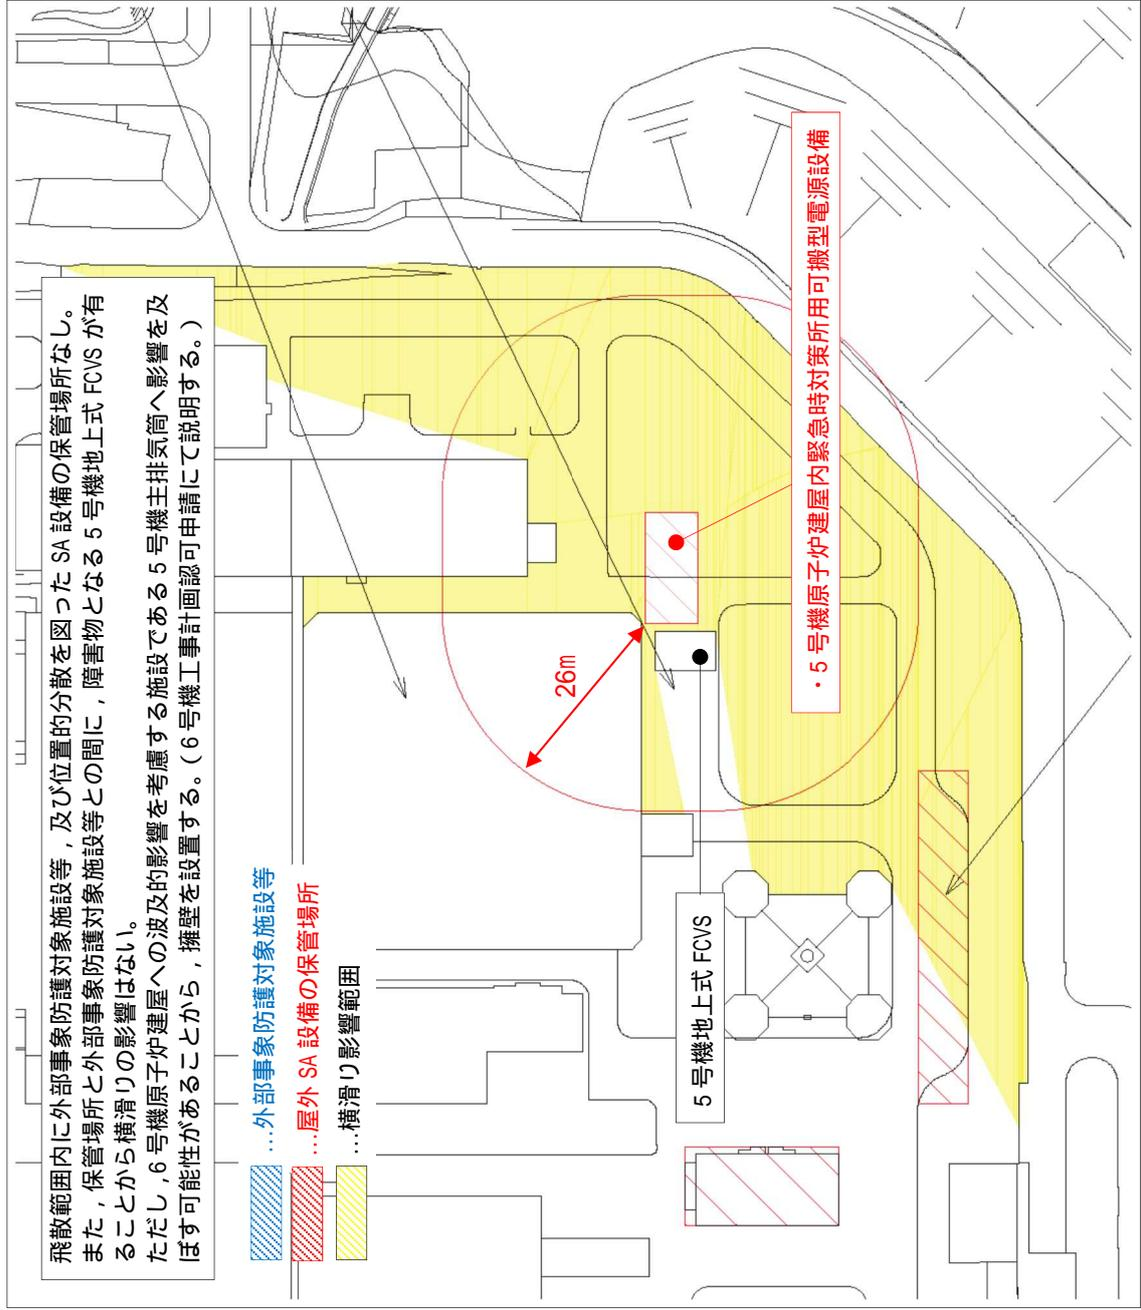 飛散範囲内に外部事象防護対象施設等，及び位置的分散を図った SA 設備の保管場所なし。
また，保管場所と外部事象防護対象施設等との間に，障害物となる 5 号機地上式 FCVS が有
ることから横滑りの影響はない。
ただし，6 号機原子炉建屋への波及的影響を考慮する施設である 5 号機主排気筒へ影響を及
ぼす可能性があることから，擁壁を設置する。（6 号機工事計画認可申請にて説明する。）
…外部事象防護対象施設等
…屋外 SA 設備の保管場所
…横滑り影響範囲
26m
5 号機地上式 FCVS
・5 号機原子炉建屋内緊急時対策所用可搬型電源設備